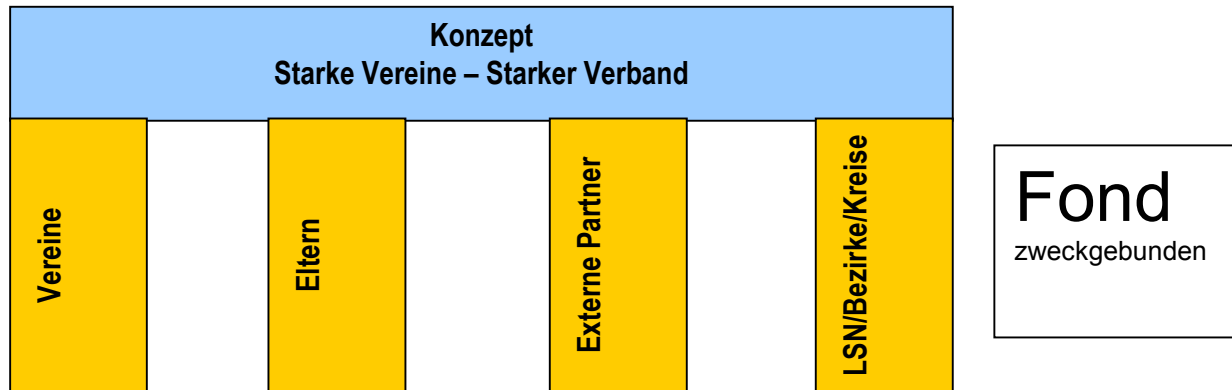 Konzept
Starke Vereine – Starker Verband
Vereine
Eltern
Externe Partner
LSN/Bezirke/Kreise
Fond
zweckgebunden